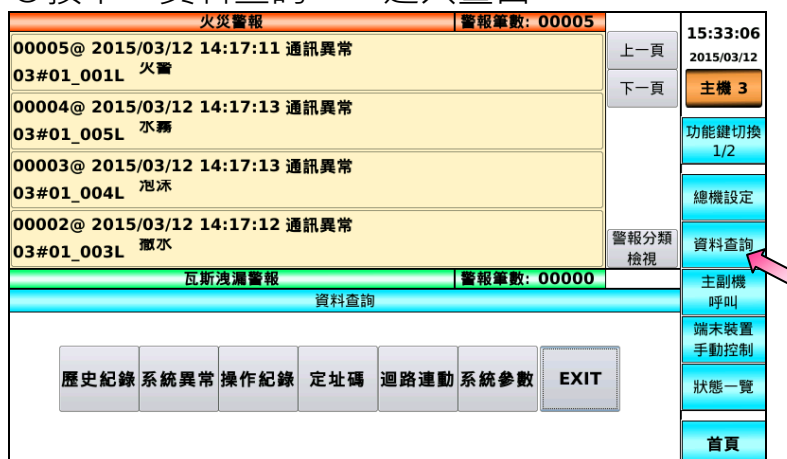 火災警報 警報筆數: 00005
00005@ 2015/03/12 14:17:11 通訊異常
03#01_001L 火警
00004@ 2015/03/12 14:17:13 通訊異常
03#01_005L 水霧
00003@ 2015/03/12 14:17:13 通訊異常
03#01_004L 泡沫
00002@ 2015/03/12 14:17:12 通訊異常
03#01_003L 撒水
上一頁
下一頁
警報分類
檢視
瓦斯洩漏警報 警報筆數: 00000
資料查詢
歷史紀錄 系統異常 操作紀錄 定址碼 迴路連動 系統參數 EXIT
15:33:06
2015/03/12
主機 3
功能鍵切換
1/2
總機設定
資料查詢
主副機
呼叫
端末裝置
手動控制
狀態一覽
首頁